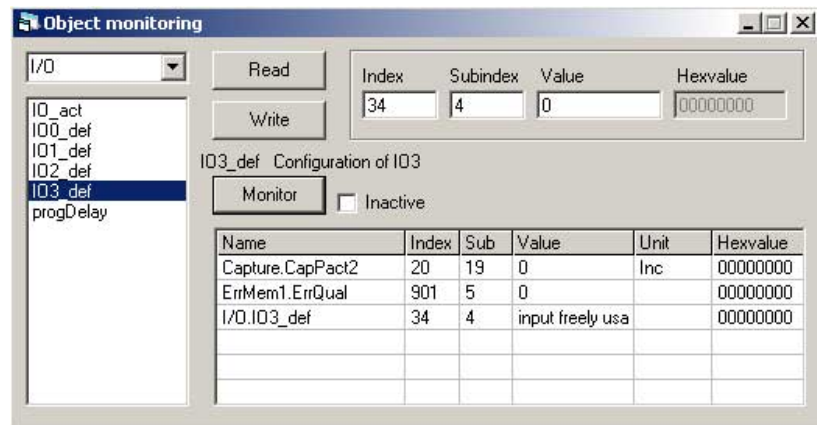 Object monitoring
I/O
Read
Write
Index Subindex Value Hexvalue
34 4 0 00000000
IO_act
IO0_def
IO1_def
IO2_def
IO3_def
progDelay
IO3_def Configuration of IO3
Monitor Inactive
Name Index Sub Value Unit Hexvalue
Capture.CapPact2 20 19 0 Inc 00000000
ErrMem1.ErrQual 901 5 0 00000000
I/O.IO3_def 34 4 input freely usa 00000000